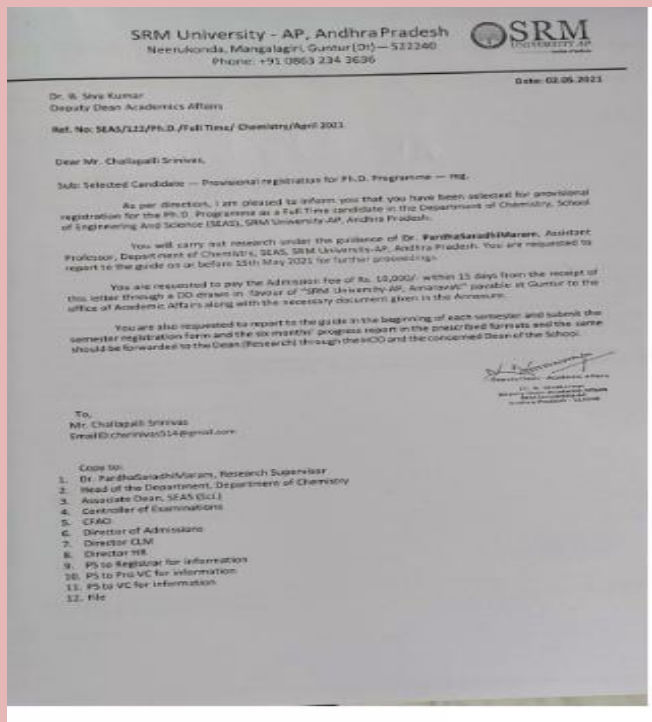 SRM University - AP, Andhra Pradesh
Neerukonda, Mangalagiri, Guntur (Dt) — 522240
Phone: +91 0863 234 3636
SRM
UNIVERSITY AP
Date: 02.05.2021
Dr. B. Siva Kumar
Deputy Dean Academics Affairs
Ref. No: SEAS/122/Ph.D./Full Time/ Chemistry/April 2021
Dear Mr. Challapalli Srinivas,
Sub: Selected Candidate — Provisional registration for Ph.D. Programme — reg.
As per direction, I am pleased to inform you that you have been selected for provisional
registration for the Ph.D. Programme as a Full Time candidate in the Department of Chemistry, School
of Engineering And Science (SEAS), SRM University-AP, Andhra Pradesh.
You will carry out research under the guidance of Dr. PardhaSaradhiMaram, Assistant
Professor, Department of Chemistry, SEAS, SRM University-AP, Andhra Pradesh. You are requested to
report to the guide on or before 15th May 2021 for further proceedings.
You are requested to pay the Admission Fee of Rs. 10,000/- within 15 days from the receipt of
this letter through a DD drawn in favour of "SRM University-AP, Amaravati" payable at Guntur to the
office of Academic Affairs along with the necessary document given in the Annexure.
You are also requested to report to the guide in the beginning of each semester and submit the
semester registration form and the six months' progress report in the prescribed formats and the same
should be forwarded to the Dean (Research) through the HOD and the concerned Dean of the School.
To,
Mr. Challapalli Srinivas
Copy to:
1. Dr. PardhaSaradhiMaram, Research Supervisor
2. Head of the Department, Department of Chemistry
3. Associate Dean, SEAS (Sci.)
4. Controller of Examinations
5. CFAO
6. Director of Admissions
7. Director CLM
8. Director HR
9. PS to Registrar for information
10. PS to Pro VC for information
11. PS to VC for information
12. File